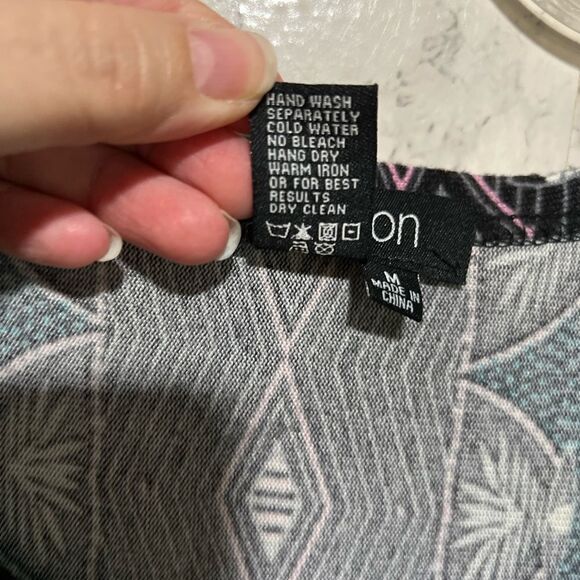 HAND WASH
SEPARATELY
COLD WATER
NO BLEACH
HANG DRY
WARM IRON
OR FOR BEST
RESULTS
DRY CLEAN
on
M
MADE IN
CHINA